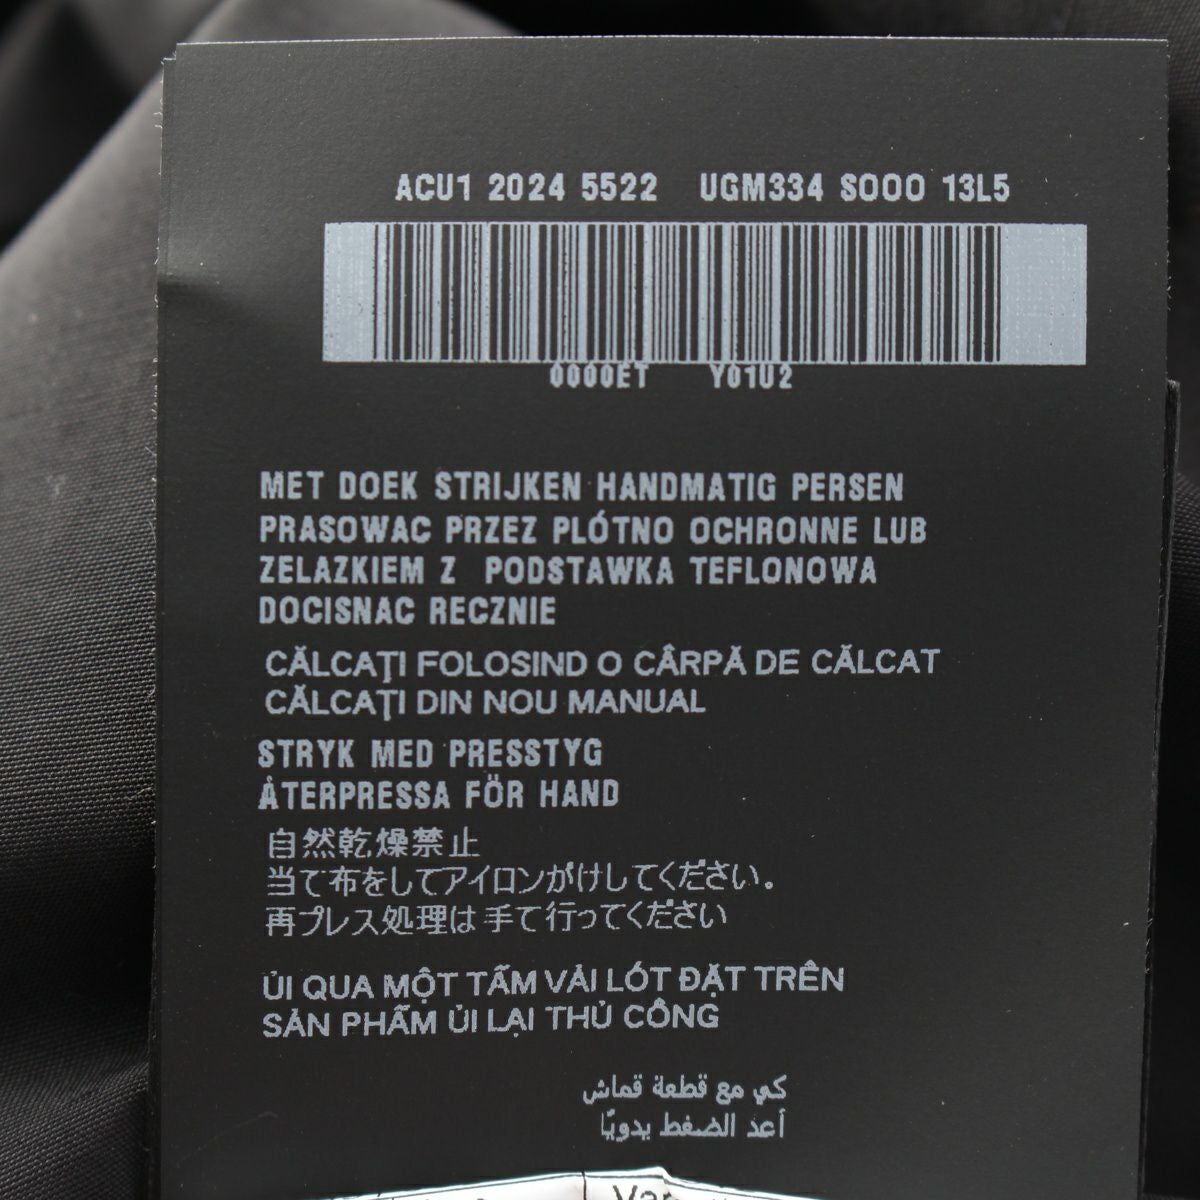 ACU1 2024 5522 UGM334 S000 13L5
0000ET Y01U2
MET DOEK STRIJKEN HANDMATIG PERSEN
PRASOWAC PRZEZ PLÓTNO OCHRONNE LUB
ZELAZKIEM Z PODSTAWKA TEFLONOWA
DOCISNAC RECZNIE
CĂLCAȚI FOLOSIND O CÂRPĂ DE CĂLCAT
CĂLCAȚI DIN NOU MANUAL
STRYK MED PRESSTYG
ÅTERPRESSA FÖR HAND
自然乾燥禁止
当て布をしてアイロンがけしてください。
再プレス処理は手で行ってください
ỦI QUA MỘT TẤM VẢI LÓT ĐẶT TRÊN
SẢN PHẨM ỦI LẠI THỦ CÔNG
كي مع قطعة قماش
أعد الضغط يدويًا